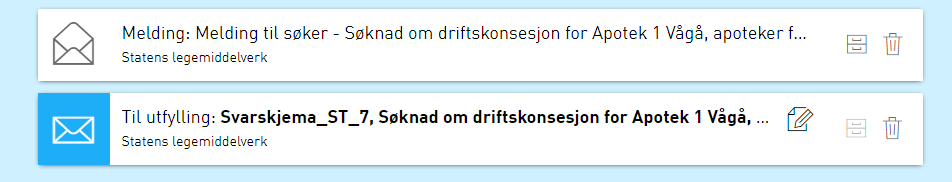 Melding: Melding til søker - Søknad om driftskonsesjon for Apotek 1 Vågå, apoteker f...
Statens legemiddelverk
Til utfylling: Svarskjema_ST_7, Søknad om driftskonsesjon for Apotek 1 Vågå, ...
Statens legemiddelverk